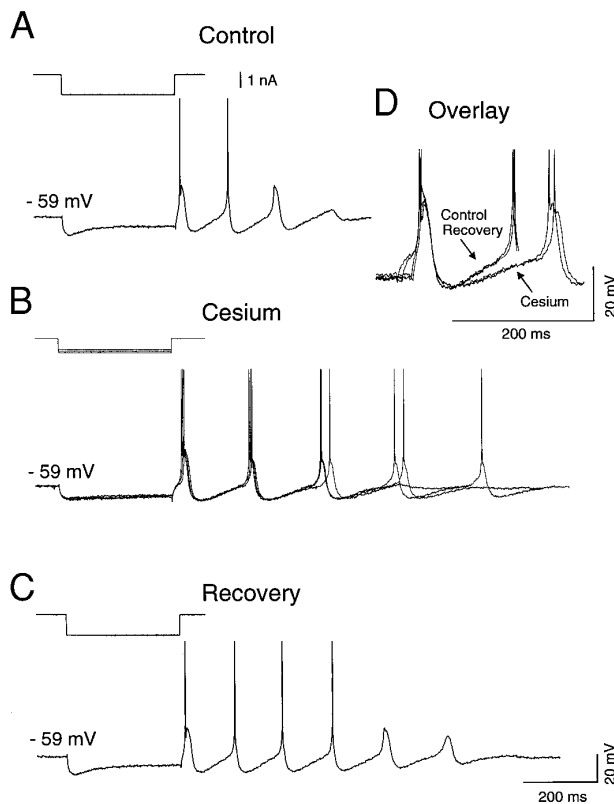 A
Control
1 nA
- 59 mV
D
Overlay
Control
Recovery
Cesium
20 mV
200 ms
B
Cesium
- 59 mV
C
Recovery
- 59 mV
20 mV
200 ms